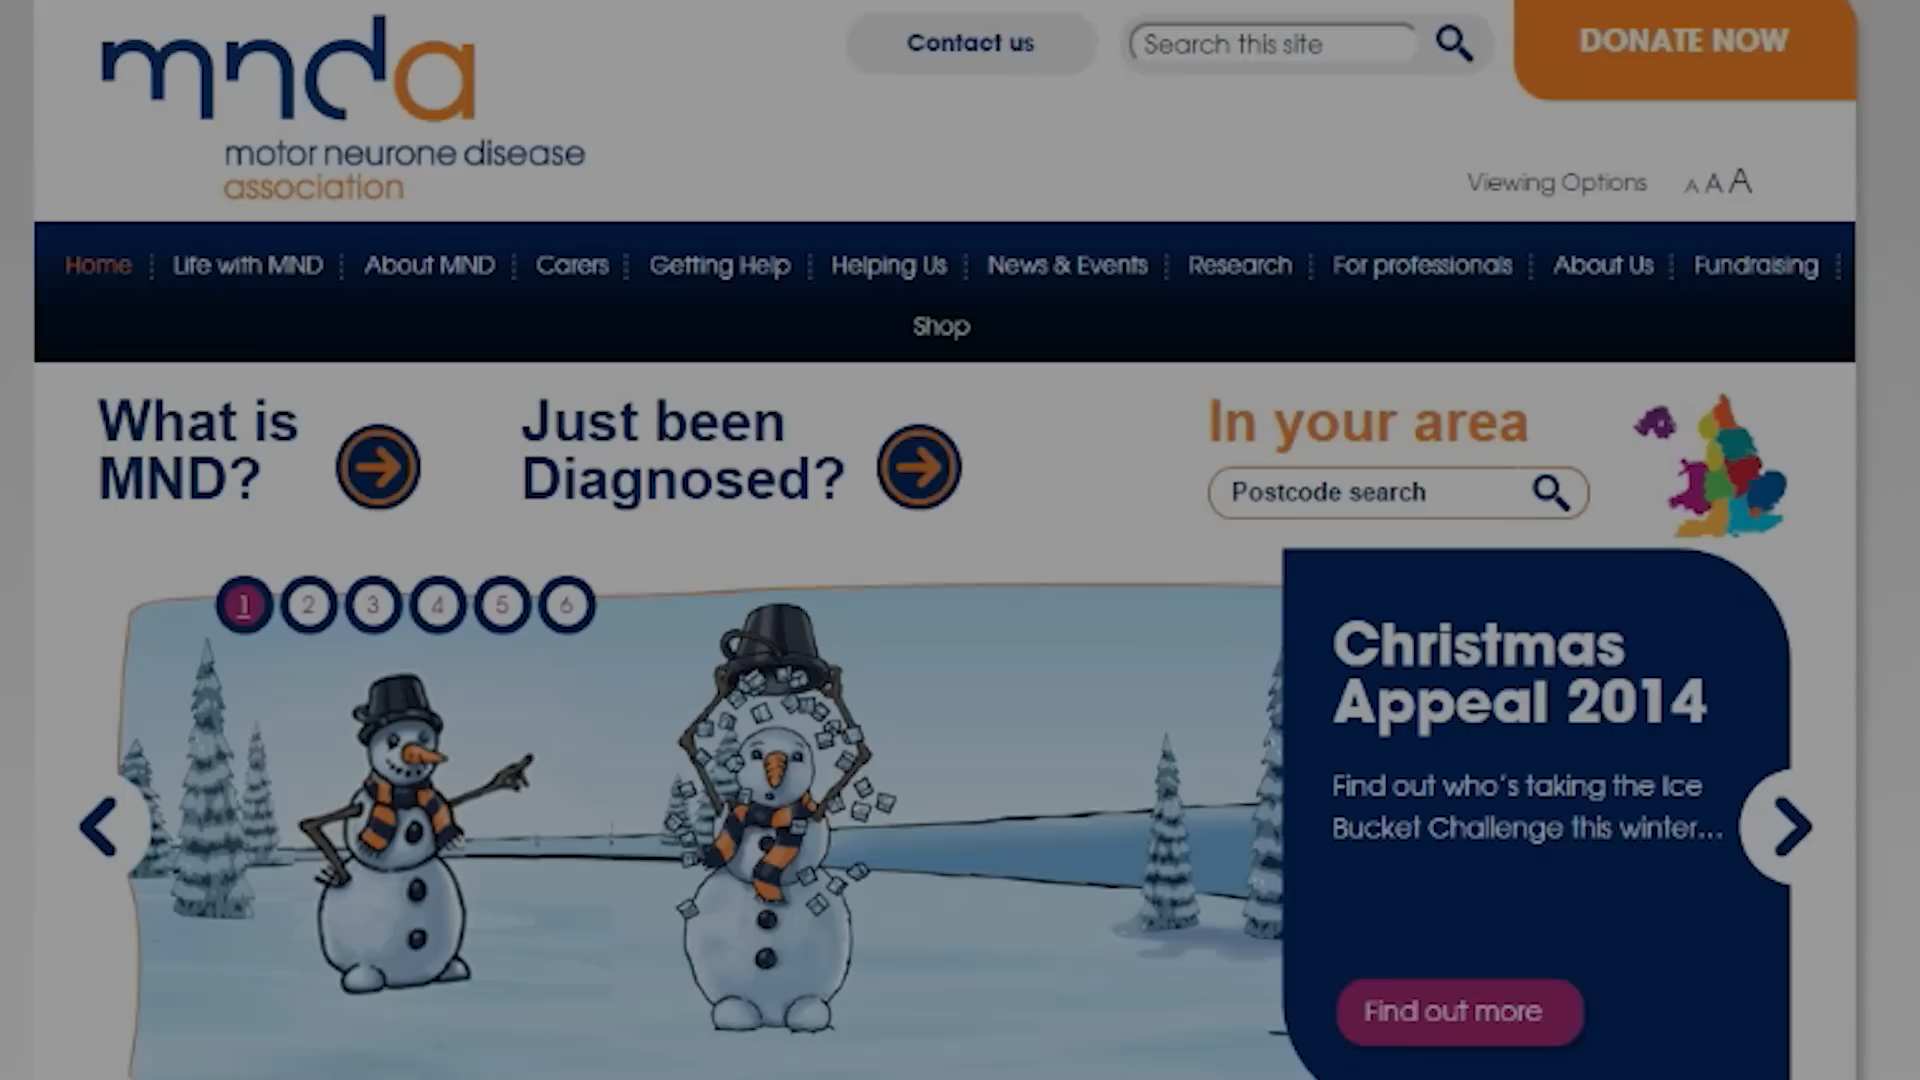 mnda
motor neurone disease
association
Contact us
Search this site
DONATE NOW
Viewing Options A A A
Home Life with MND About MND Carers Getting Help Helping Us News & Events Research For professionals About Us Fundraising
Shop
What is
MND?
Just been
Diagnosed?
In your area
Postcode search
1 2 3 4 5 6
Christmas
Appeal 2014
Find out who's taking the Ice
Bucket Challenge this winter...
Find out more